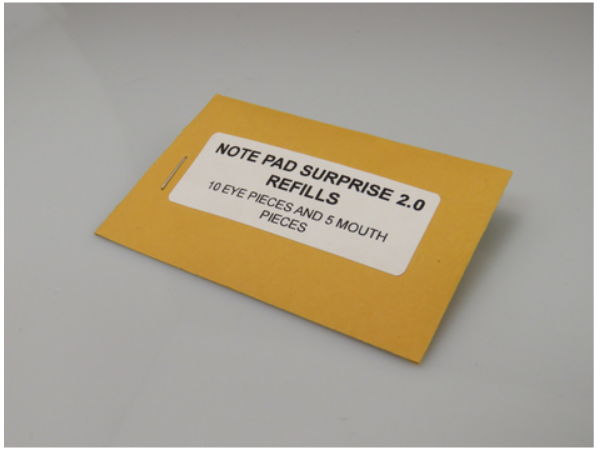 NOTE PAD SURPRISE 2.0
REFILLS
10 EYE PIECES AND 5 MOUTH
PIECES